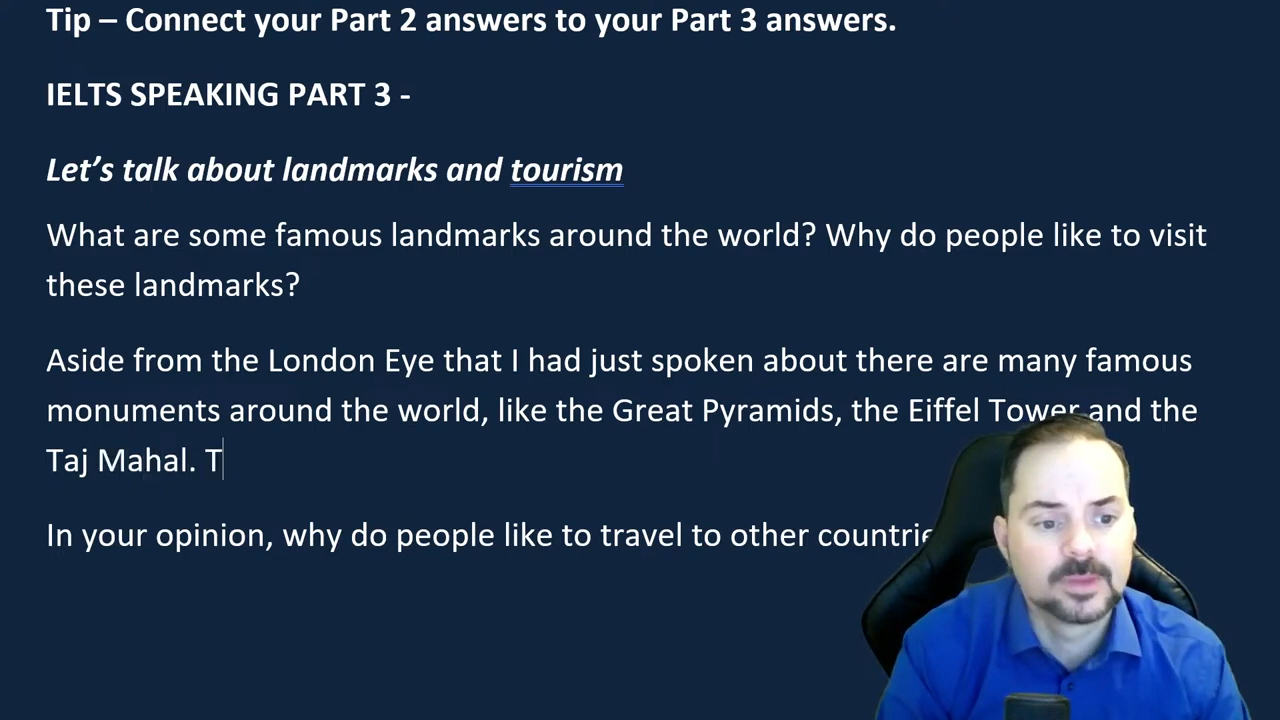 Tip – Connect your Part 2 answers to your Part 3 answers.
IELTS SPEAKING PART 3 -
Let’s talk about landmarks and tourism
What are some famous landmarks around the world? Why do people like to visit
these landmarks?
Aside from the London Eye that I had just spoken about there are many famous
monuments around the world, like the Great Pyramids, the Eiffel Tower and the
Taj Mahal. T
In your opinion, why do people like to travel to other